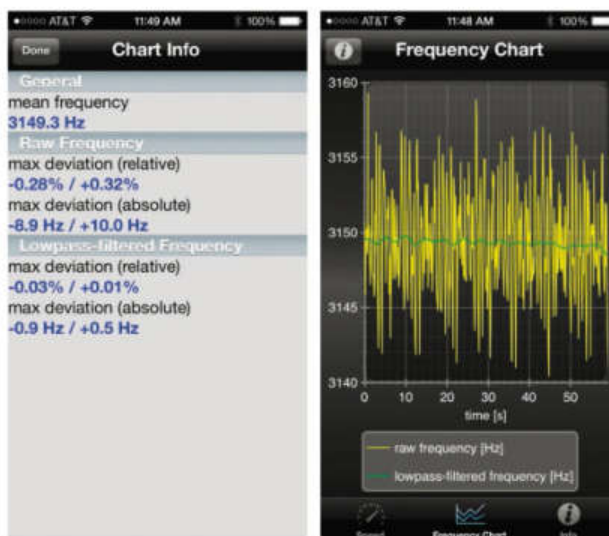 AT&T 11:49 AM 100%
Done Chart Info
General
mean frequency
3149.3 Hz
Raw Frequency
max deviation (relative)
-0.28% / +0.32%
max deviation (absolute)
-8.9 Hz / +10.0 Hz
Lowpass-filtered Frequency
max deviation (relative)
-0.03% / +0.01%
max deviation (absolute)
-0.9 Hz / +0.5 Hz
AT&T 11:48 AM 100%
Frequency Chart
3160
3155
3150
3145
3140
0 10 20 30 40 50
time [s]
raw frequency [Hz]
lowpass-filtered frequency [Hz]
Speed Frequency Chart Info